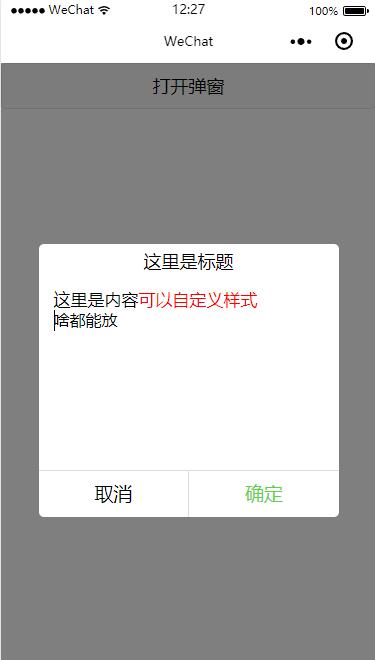 WeChat 12:27 100%
WeChat
打开弹窗
这里是标题
这里是内容可以自定义样式
啥都能放
取消 确定